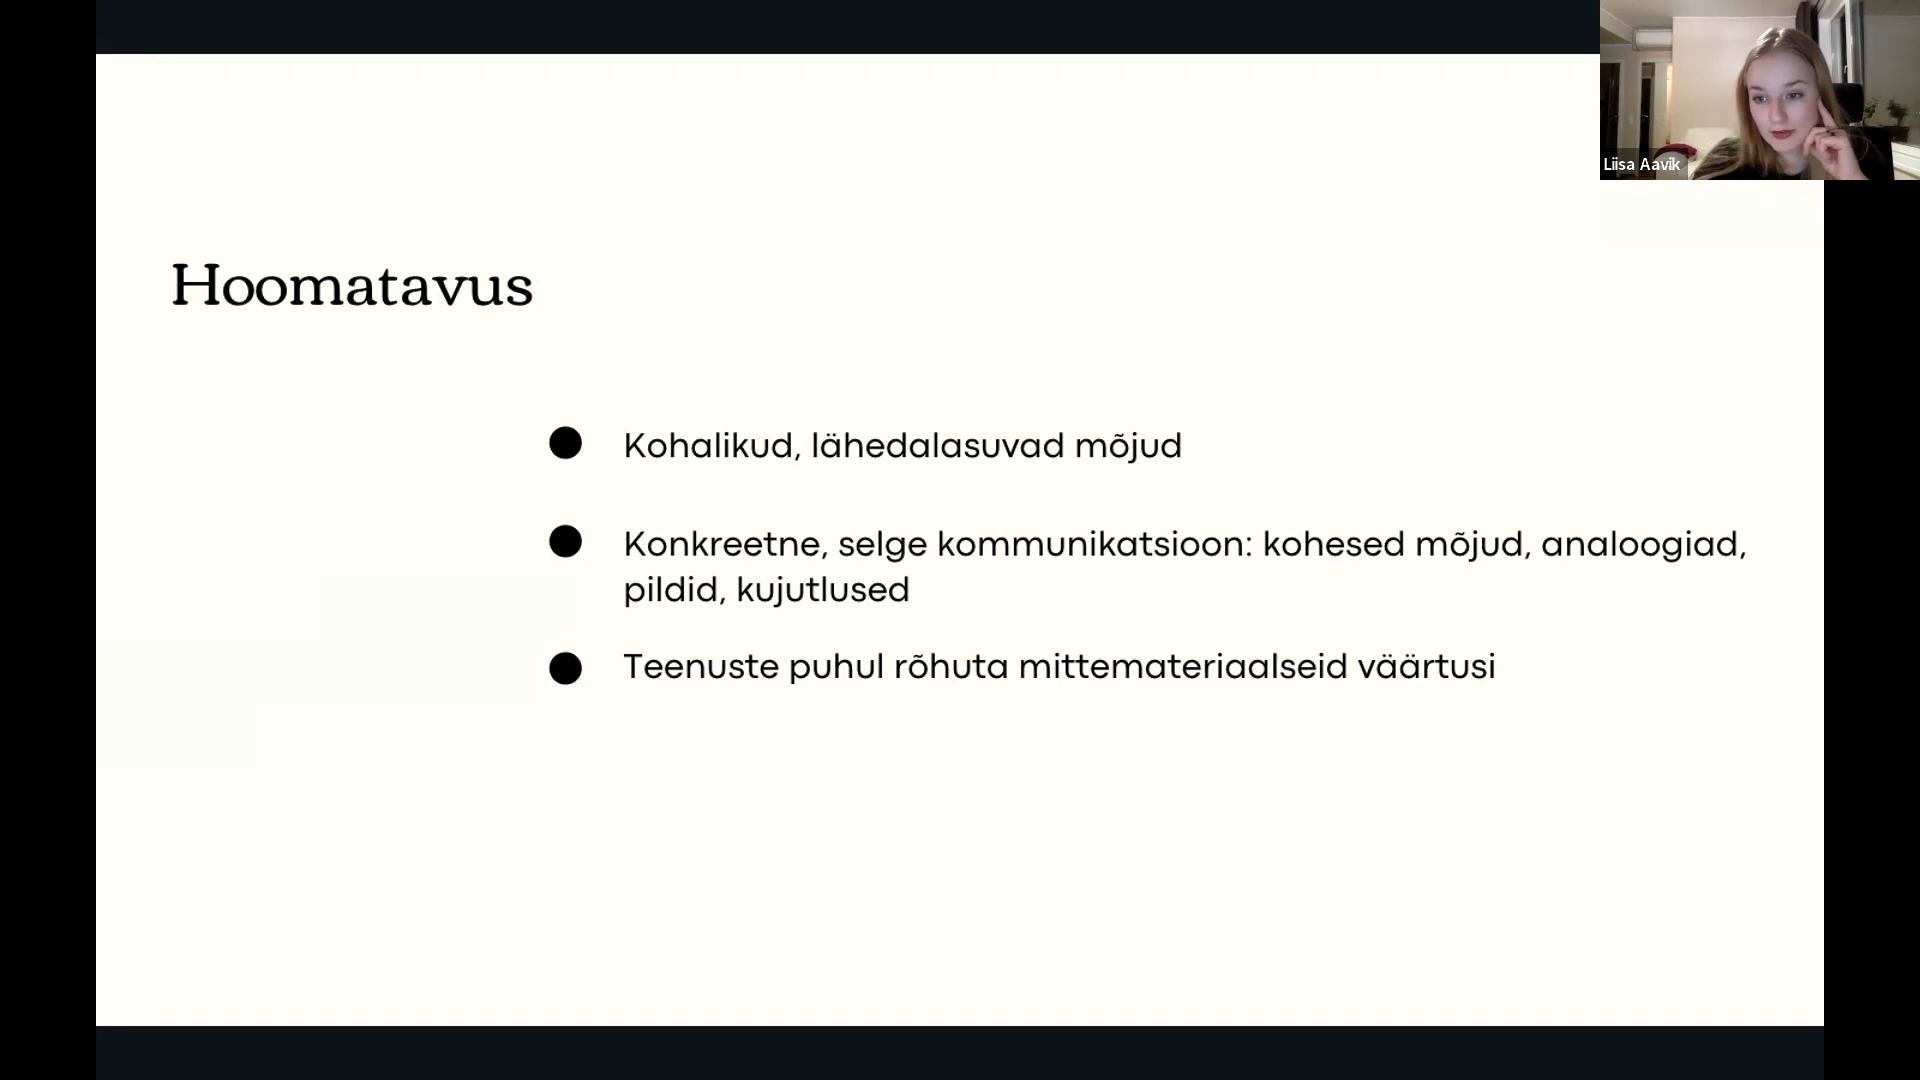 Liisa Aavik
Hoomatavus
Kohalikud, lähedalasuvad mõjud
Konkreetne, selge kommunikatsioon: kohesed mõjud, analoogiad,
pildid, kujutlused
Teenuste puhul rõhuta mittemateriaalseid väärtusi